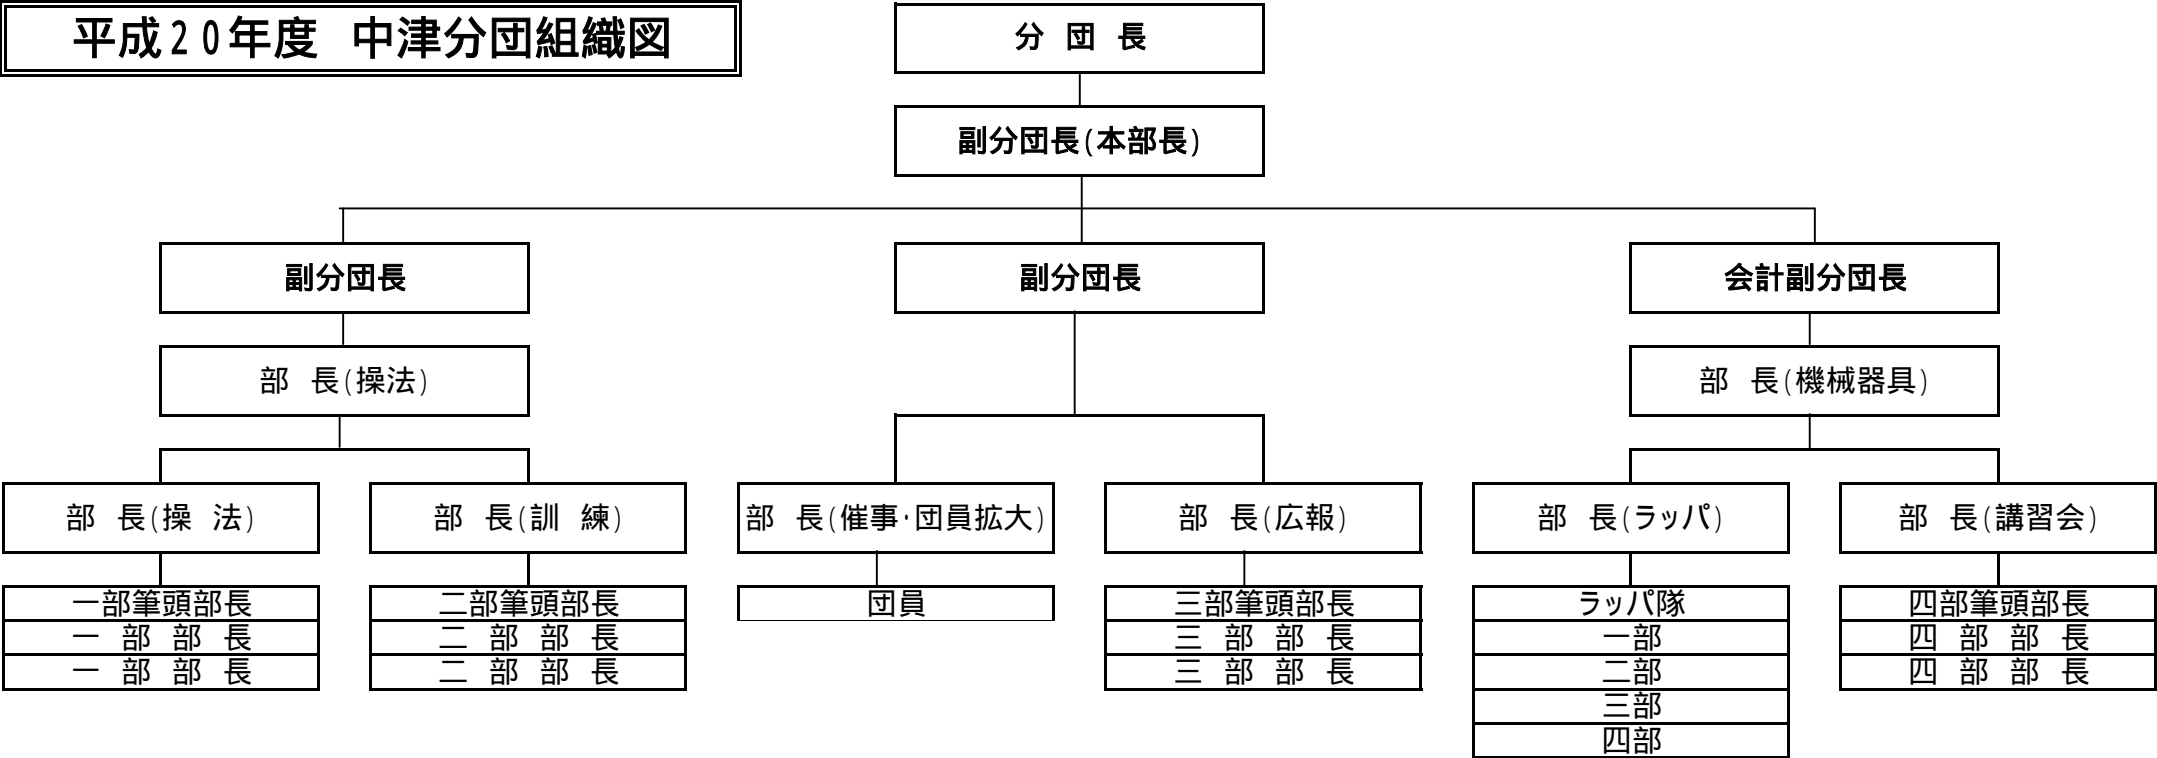 平成20年度 中津分団組織図
分 団 長
副分団長(本部長)
副分団長
副分団長
会計副分団長
部 長(操法)
部 長(機械器具)
部 長(操 法)
部 長(訓 練)
部 長(催事･団員拡大)
部 長(広報)
部 長(ラッパ)
部 長(講習会)
一部筆頭部長
一 部 部 長
一 部 部 長
二部筆頭部長
二 部 部 長
二 部 部 長
団員
三部筆頭部長
三 部 部 長
三 部 部 長
ラッパ隊
一部
二部
三部
四部
四部筆頭部長
四 部 部 長
四 部 部 長